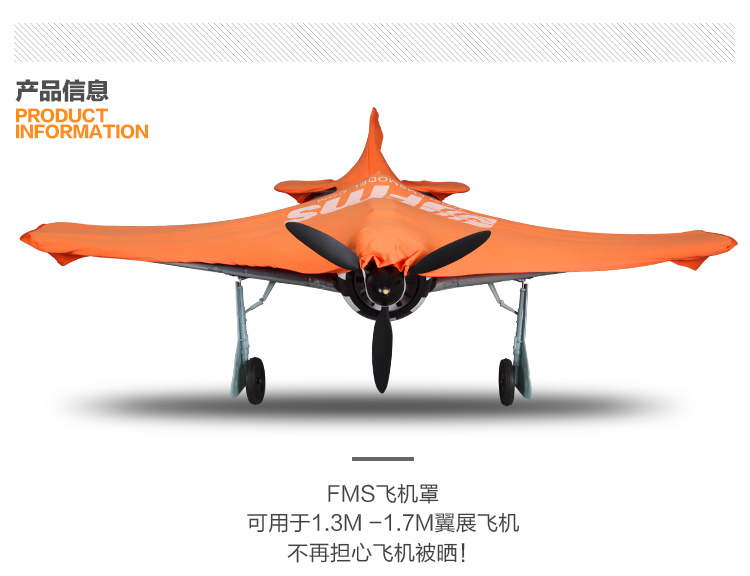 产品信息
PRODUCT
INFORMATION
FMS飞机罩
可用于1.3M –1.7M翼展飞机
不再担心飞机被晒！